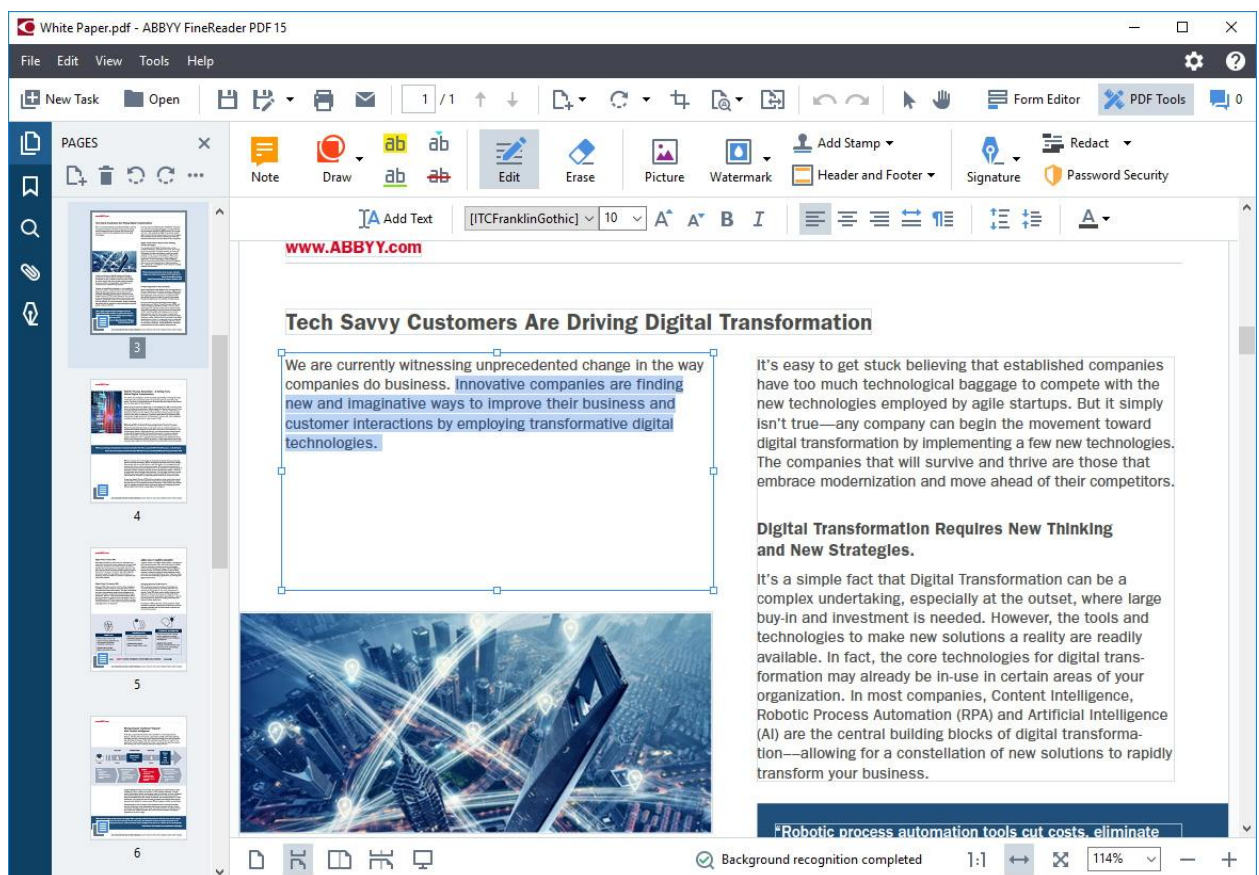 White Paper.pdf - ABBYY FineReader PDF 15
File Edit View Tools Help
New Task Open 1 / 1 Form Editor PDF Tools 0
PAGES
Note Draw ab ab ab ab Edit Erase Picture Watermark Add Stamp Header and Footer Signature Redact Password Security
A Add Text [ITCFranklinGothic] 10 A A B I A
3
4
5
6
www.ABBYY.com
Tech Savvy Customers Are Driving Digital Transformation
We are currently witnessing unprecedented change in the way
companies do business. Innovative companies are finding
new and imaginative ways to improve their business and
customer interactions by employing transformative digital
technologies.
It's easy to get stuck believing that established companies
have too much technological baggage to compete with the
new technologies employed by agile startups. But it simply
isn't true—any company can begin the movement toward
digital transformation by implementing a few new technologies.
The companies that will survive and thrive are those that
embrace modernization and move ahead of their competitors.
Digital Transformation Requires New Thinking
and New Strategies.
It's a simple fact that Digital Transformation can be a
complex undertaking, especially at the outset, where large
buy-in and investment is needed. However, the tools and
technologies to make new solutions a reality are readily
available. In fact, the core technologies for digital trans-
formation may already be in-use in certain areas of your
organization. In most companies, Content Intelligence,
Robotic Process Automation (RPA) and Artificial Intelligence
(AI) are the central building blocks of digital transforma-
tion––allowing for a constellation of new solutions to rapidly
transform your business.
“Robotic process automation tools cut costs, eliminate
Background recognition completed 1:1 114%